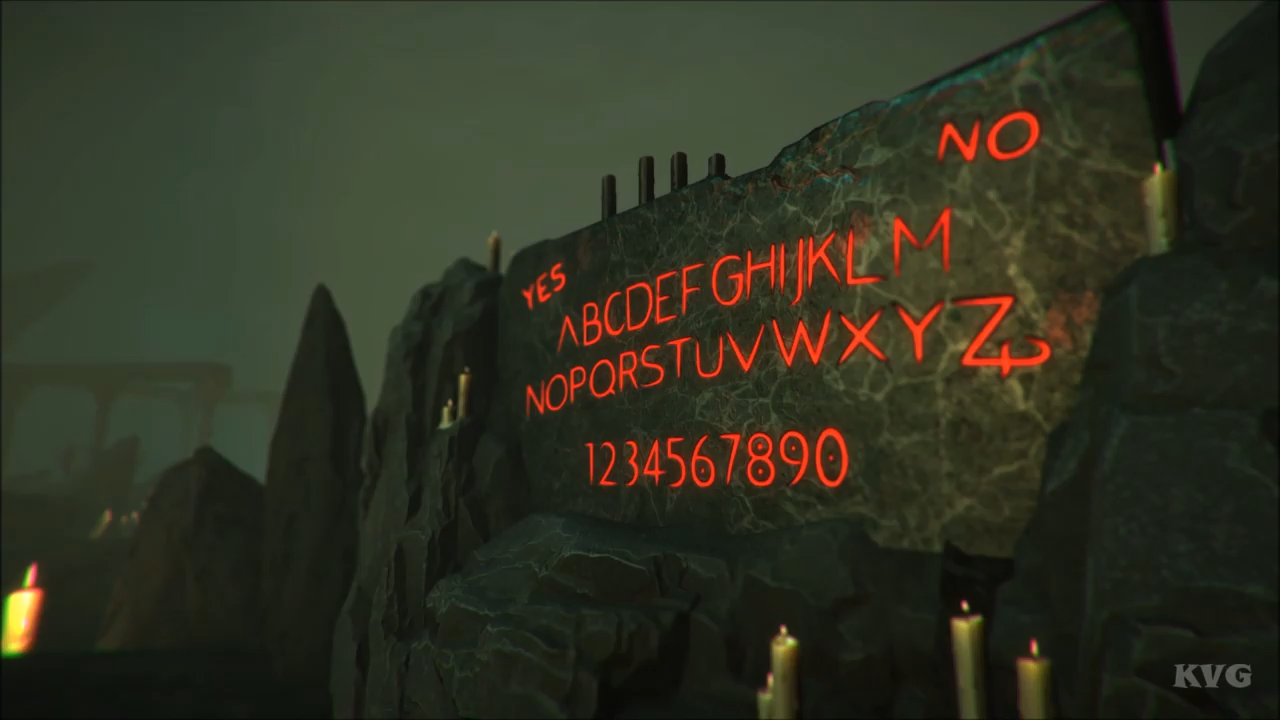 NO
YES
ABCDEFGHIJKLM
NOPQRSTUVWXYZ
1234567890
KVG